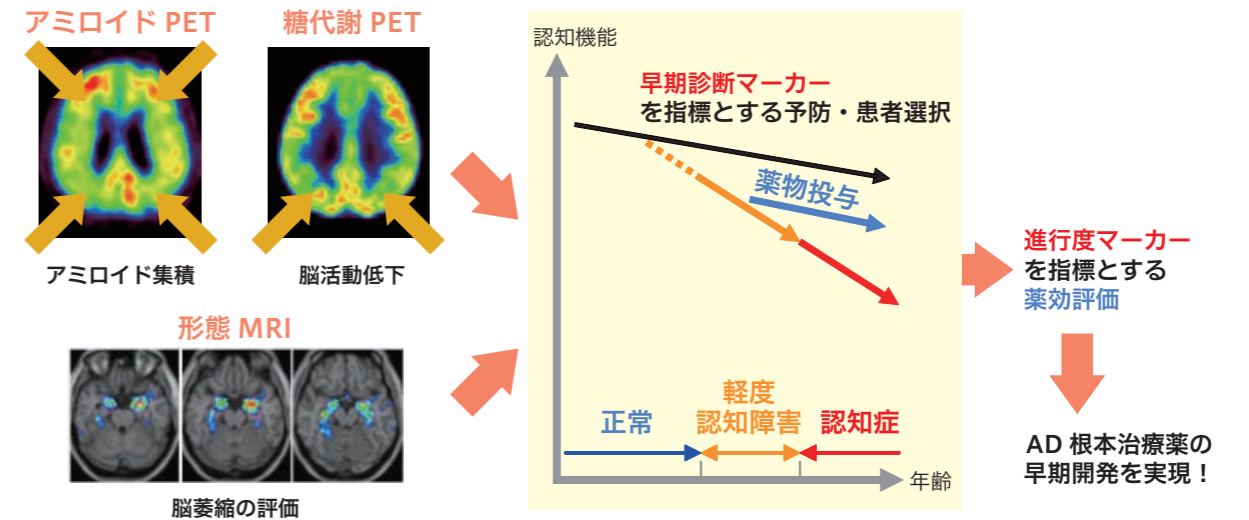 アミロイド PET
糖代謝 PET
アミロイド集積
脳活動低下
形態 MRI
脳萎縮の評価
認知機能
早期診断マーカー
を指標とする予防・患者選択
薬物投与
正常
軽度
認知障害
認知症
年齢
進行度マーカー
を指標とする
薬効評価
AD 根本治療薬の
早期開発を実現！